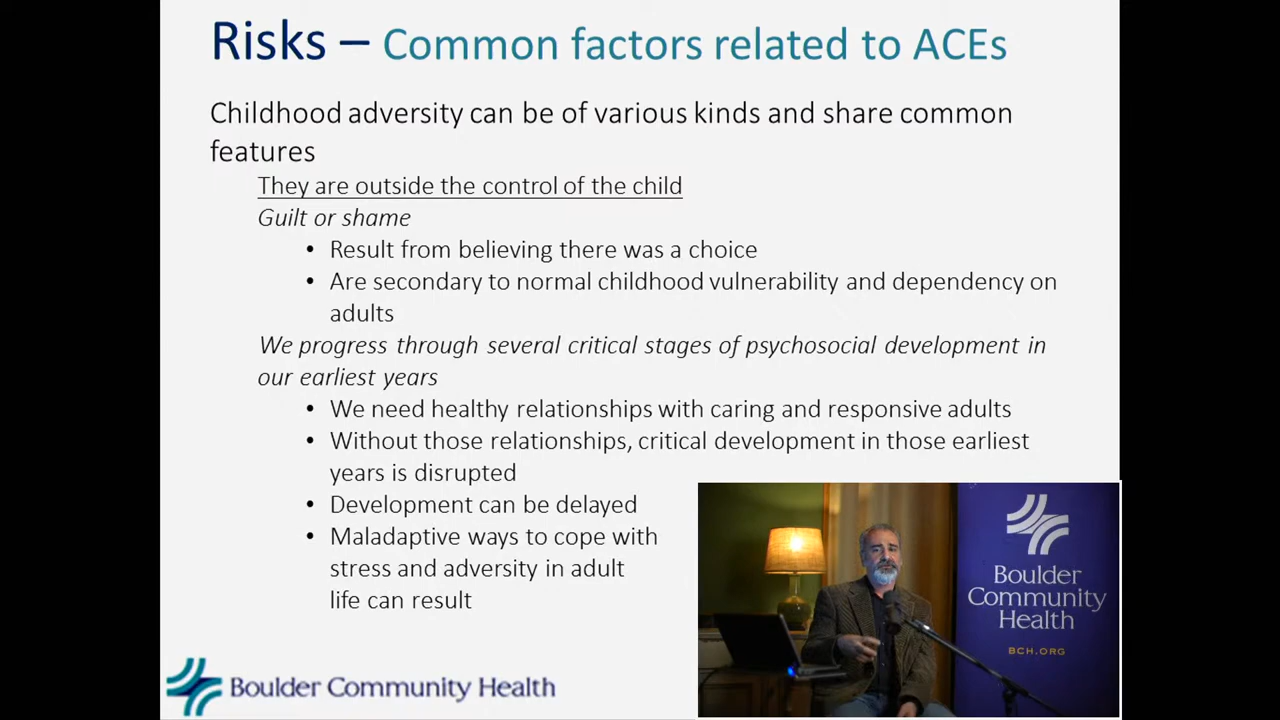 Risks – Common factors related to ACEs
Childhood adversity can be of various kinds and share common
features
They are outside the control of the child
Guilt or shame
• Result from believing there was a choice
• Are secondary to normal childhood vulnerability and dependency on
adults
We progress through several critical stages of psychosocial development in
our earliest years
• We need healthy relationships with caring and responsive adults
• Without those relationships, critical development in those earliest
years is disrupted
• Development can be delayed
• Maladaptive ways to cope with
stress and adversity in adult
life can result
Boulder
Community
Health
BCH.ORG
Boulder Community Health